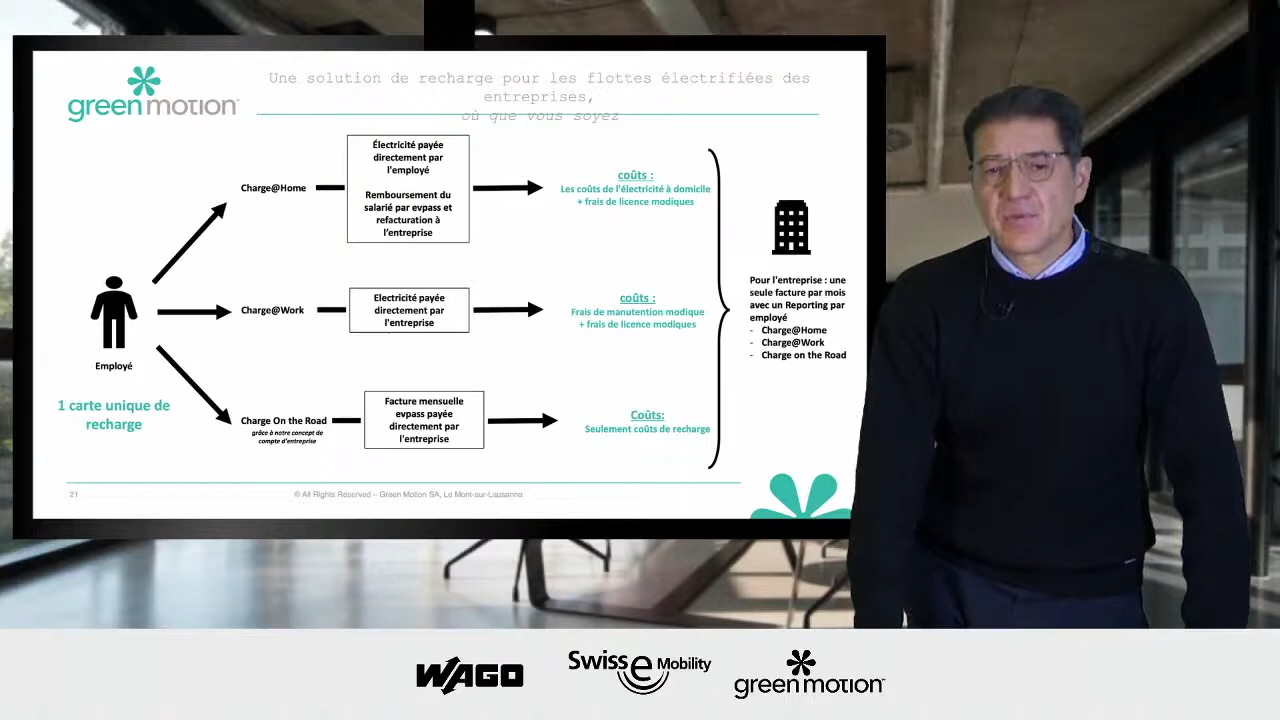 green motion
Une solution de recharge pour les flottes électrifiées des
entreprises,
où que vous soyez
Charge@Home
Électricité payée
directement par
l'employé
Remboursement du
salarié par evpass et
refacturation à
l'entreprise
coûts :
Les coûts de l'électricité à domicile
+ frais de licence modiques
Employé
1 carte unique de
recharge
Charge@Work
Electricité payée
directement par
l'entreprise
coûts :
Frais de manutention modique
+ frais de licence modiques
Charge On the Road
grâce à notre concept de
compte d'entreprise
Facture mensuelle
evpass payée
directement par
l'entreprise
Coûts:
Seulement coûts de recharge
Pour l'entreprise : une
seule facture par mois
avec un Reporting par
employé
- Charge@Home
- Charge@Work
- Charge on the Road
21
© All Rights Reserved – Green Motion SA, Le Mont-sur-Lausanne
WAGO
Swiss e Mobility
green motion